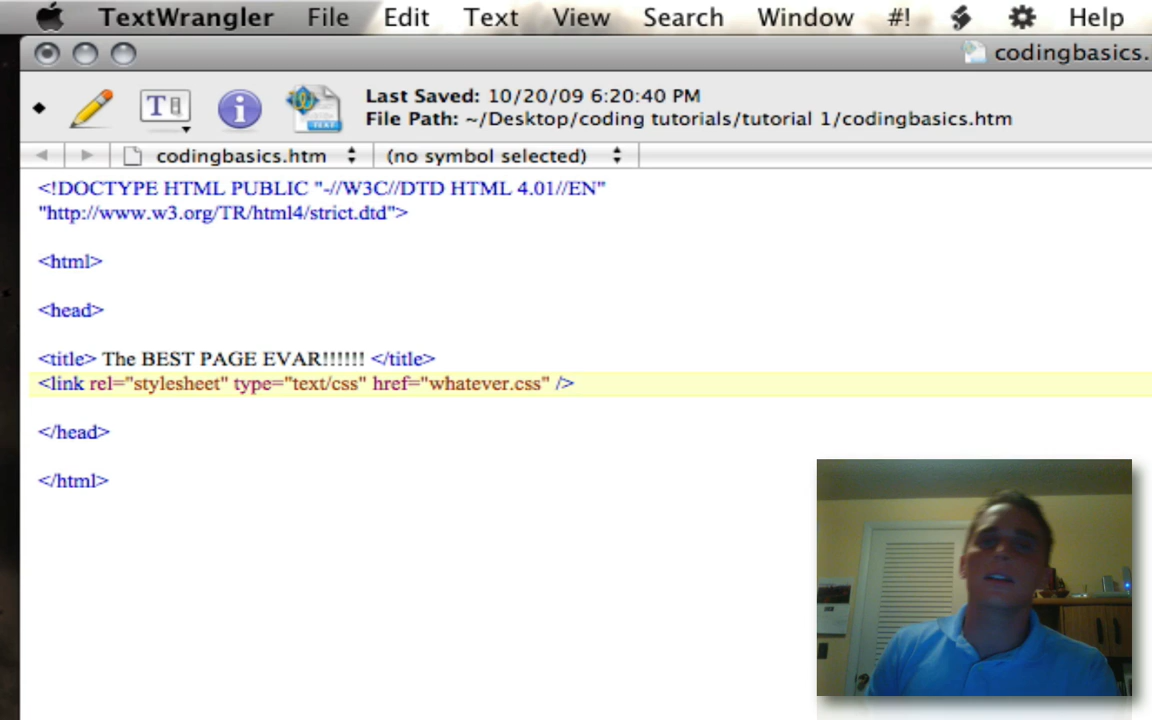 TextWrangler File Edit Text View Search Window #! Help
codingbasics.
Last Saved: 10/20/09 6:20:40 PM
File Path: ~/Desktop/coding tutorials/tutorial 1/codingbasics.htm
codingbasics.htm (no symbol selected)
<!DOCTYPE HTML PUBLIC "-//W3C//DTD HTML 4.01//EN"
"http://www.w3.org/TR/html4/strict.dtd">
<html>
<head>
<title> The BEST PAGE EVAR!!!!!! </title>
<link rel="stylesheet" type="text/css" href="whatever.css" />
</head>
</html>